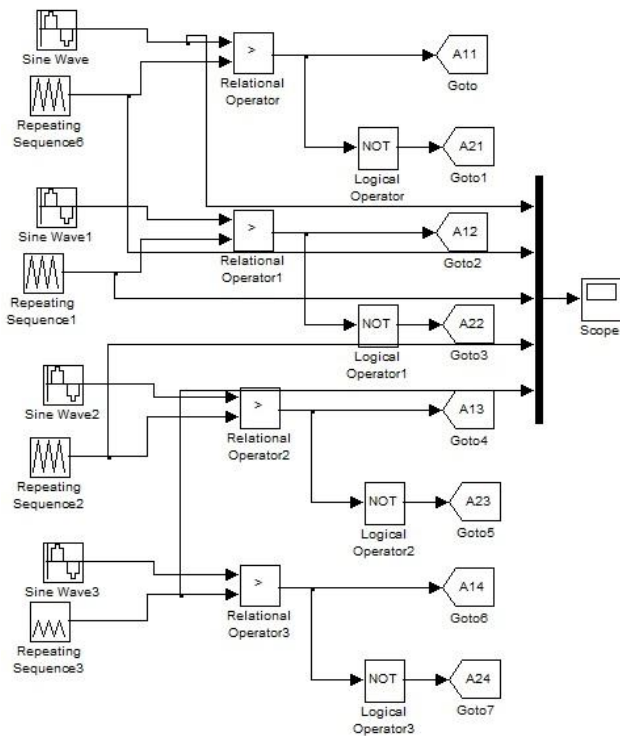 Sine Wave
>
Relational
Operator
A11
Goto
Repeating
Sequence6
NOT
Logical
Operator
A21
Goto1
Sine Wave1
>
Relational
Operator1
A12
Goto2
Repeating
Sequence1
NOT
Logical
Operator1
A22
Goto3
Scope
Sine Wave2
>
Relational
Operator2
A13
Goto4
Repeating
Sequence2
NOT
Logical
Operator2
A23
Goto5
Sine Wave3
>
Relational
Operator3
A14
Goto6
Repeating
Sequence3
NOT
Logical
Operator3
A24
Goto7